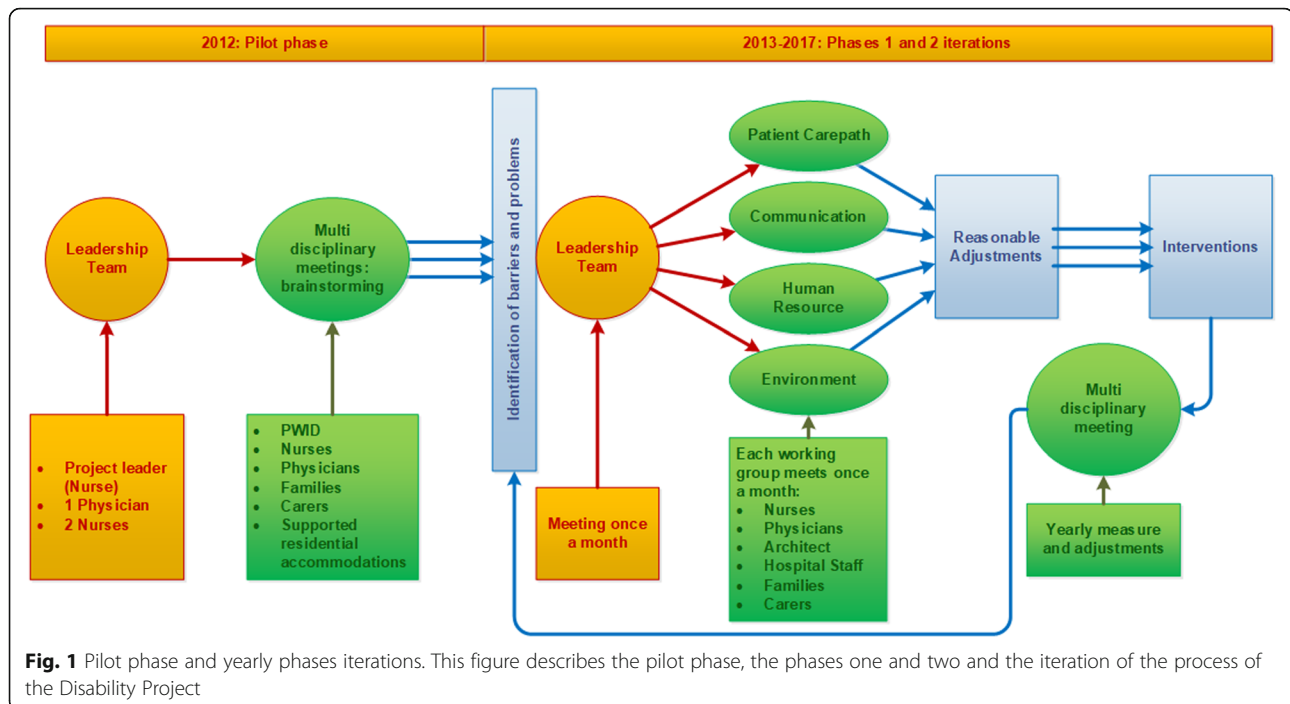 2012: Pilot phase
2013-2017: Phases 1 and 2 iterations
Leadership
Team
Multi
disciplinary
meetings:
brainstorming
• Project leader
(Nurse)
• 1 Physician
• 2 Nurses
• PWID
• Nurses
• Physicians
• Families
• Carers
• Supported
residential
accommodations
Identification of barriers and problems
Leadership
Team
Meeting once
a month
Patient Carepath
Communication
Human
Resource
Environment
Each working
group meets once
a month:
• Nurses
• Physicians
• Architect
• Hospital Staff
• Families
• Carers
Reasonable
Adjustments
Interventions
Multi
disciplinary
meeting
Yearly measure
and adjustments
Fig. 1 Pilot phase and yearly phases iterations. This figure describes the pilot phase, the phases one and two and the iteration of the process of
the Disability Project